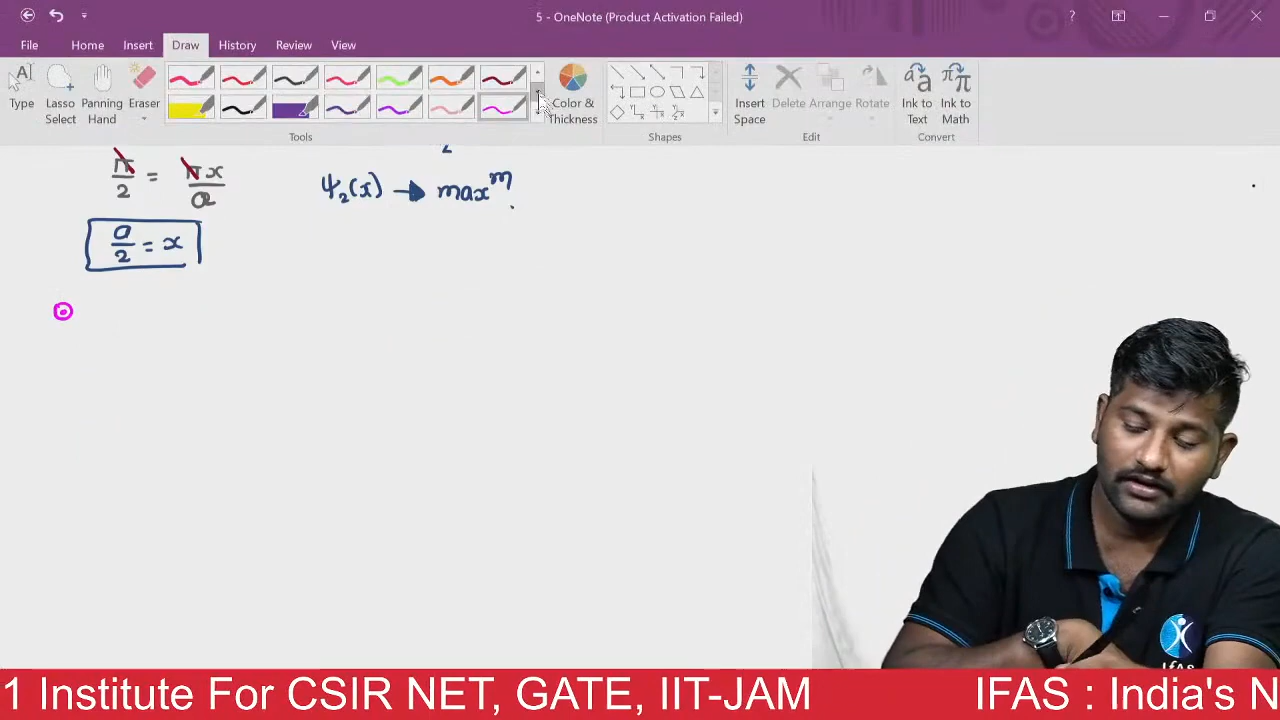 5 - OneNote (Product Activation Failed)
File Home Insert Draw History Review View
Type Lasso Select Panning Hand Eraser Color & Thickness Insert Space Delete Arrange Rotate Ink to Text Ink to Math
Tools Shapes Edit Convert
2
π/2 = πx/a
ψ₂(x) → maxᵐ
a/2 = x
IFAS
1 Institute For CSIR NET, GATE, IIT-JAM IFAS : India's N